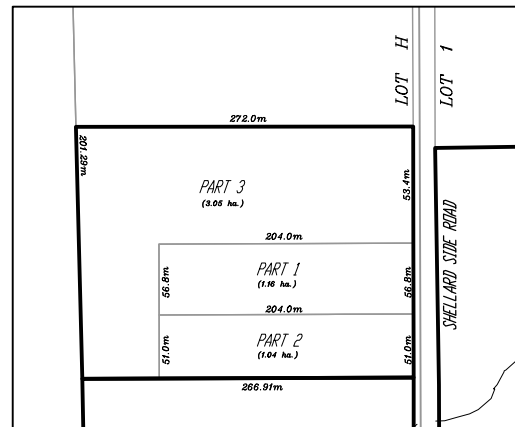 LOT H
LOT 1
272.0m
201.29m
PART 3
(3.05 ha.)
53.4m
SHELLARD SIDE ROAD
204.0m
PART 1
(1.16 ha.)
56.8m
56.8m
204.0m
PART 2
(1.04 ha.)
51.0m
51.0m
266.91m